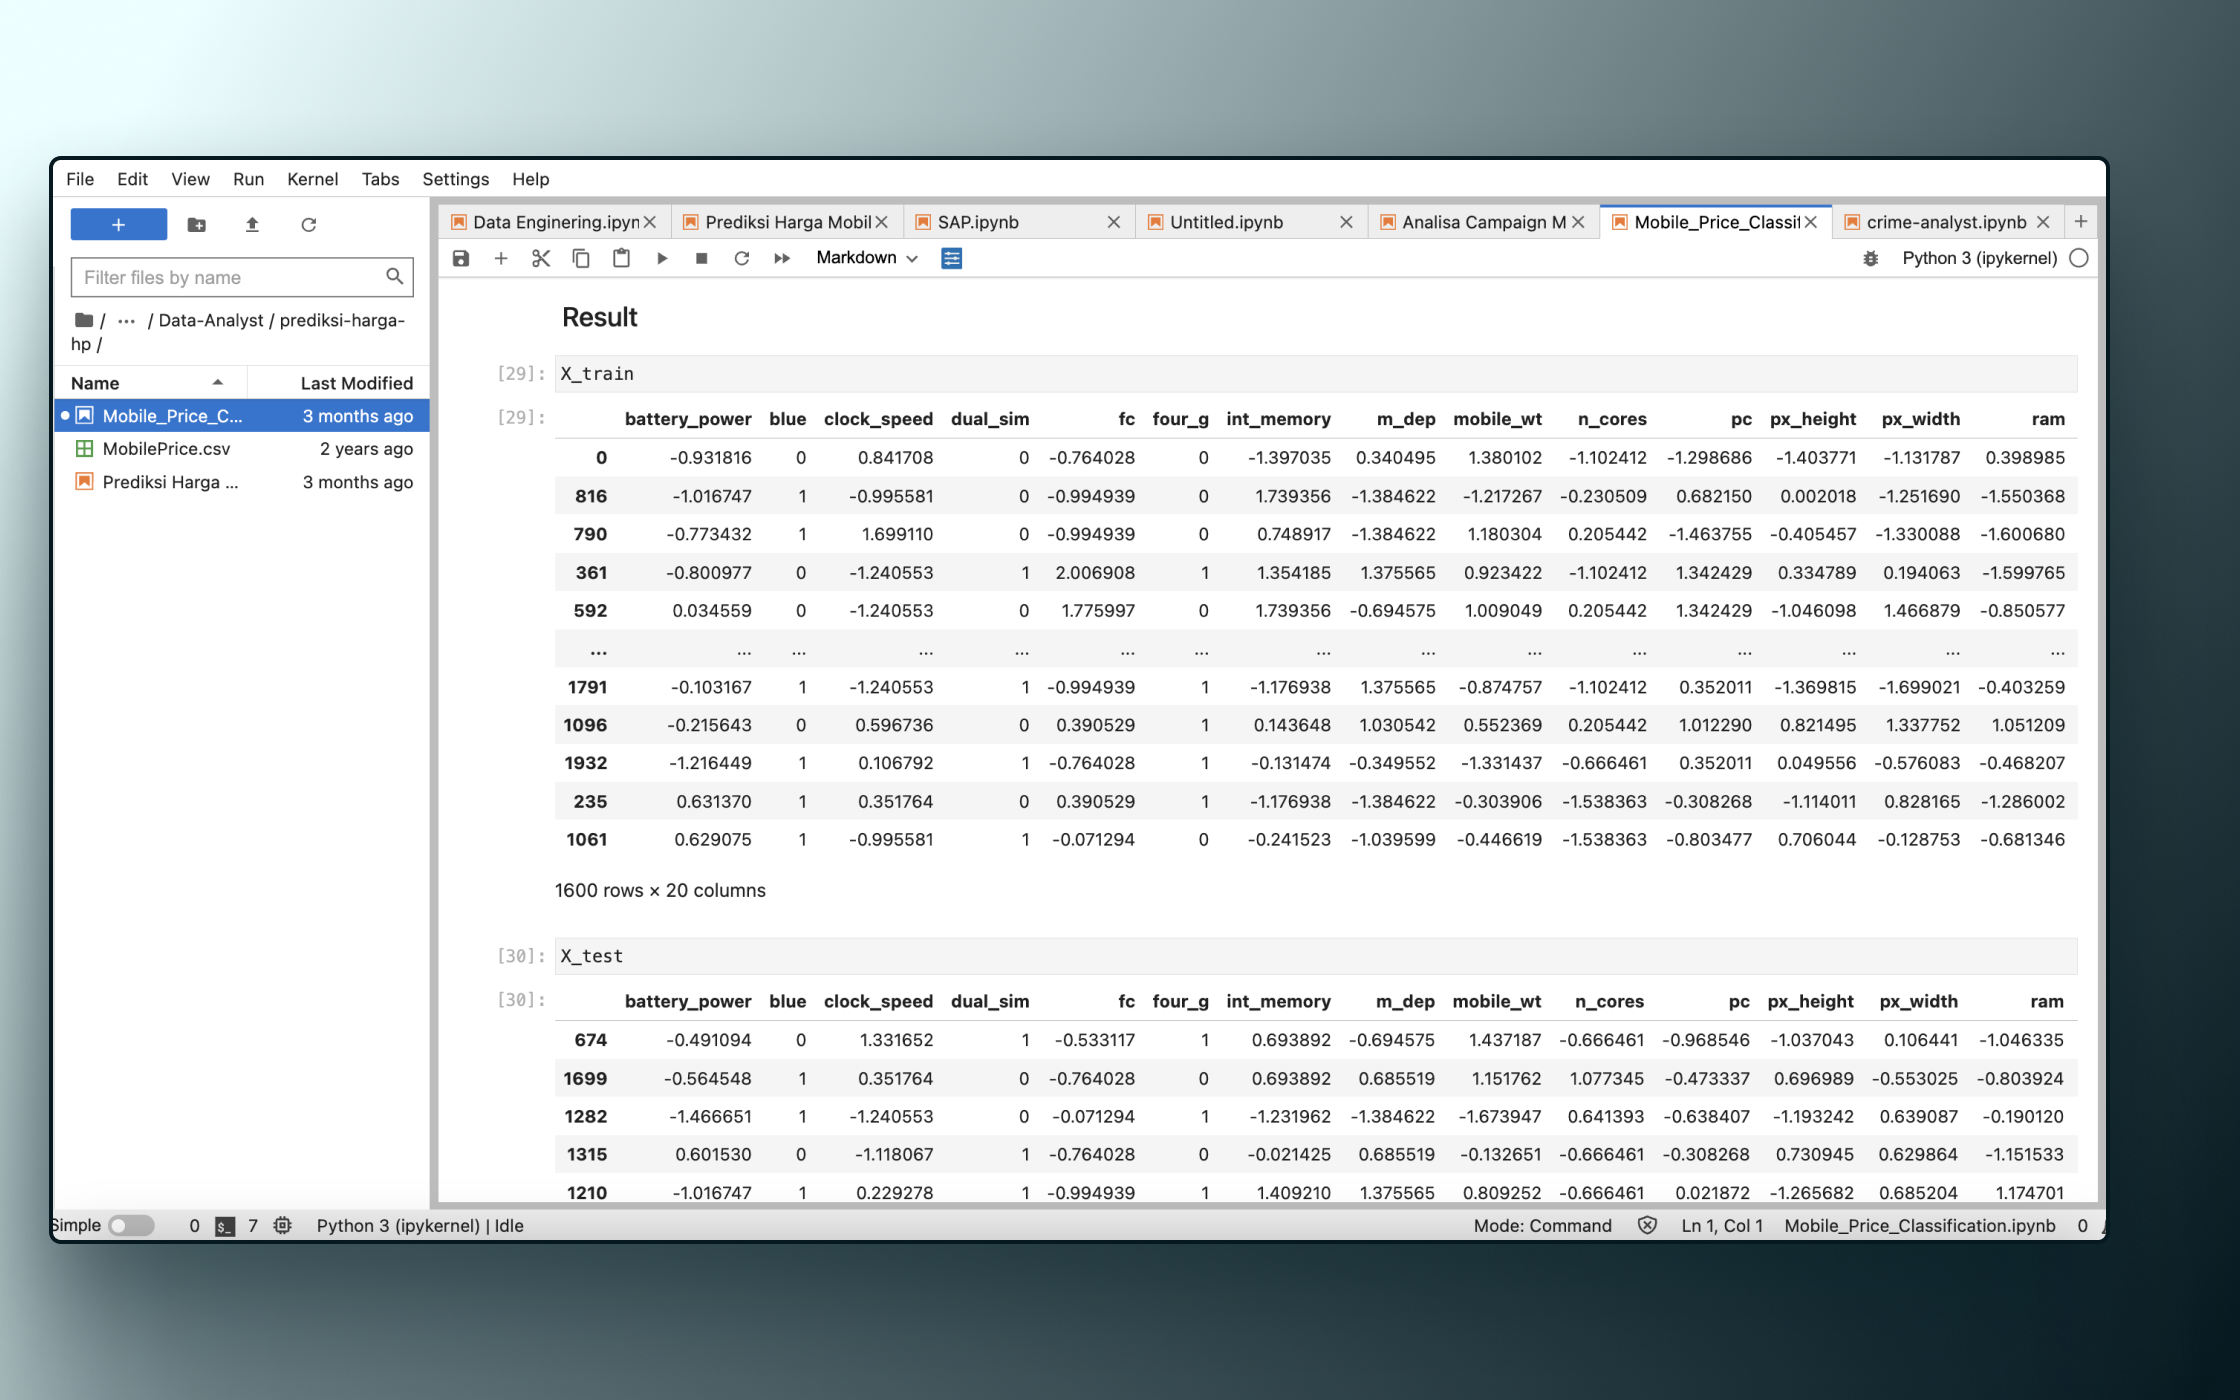 File Edit View Run Kernel Tabs Settings Help
+
Filter files by name
/ ... / Data-Analyst / prediksi-harga-
hp /
Name Last Modified
Mobile_Price_C... 3 months ago
MobilePrice.csv 2 years ago
Prediksi Harga ... 3 months ago
Data Enginering.ipyn Prediksi Harga Mobil SAP.ipynb Untitled.ipynb Analisa Campaign M Mobile_Price_Classif crime-analyst.ipynb +
Markdown Python 3 (ipykernel)
Result
[29]: X_train
[29]: battery_power blue clock_speed dual_sim fc four_g int_memory m_dep mobile_wt n_cores pc px_height px_width ram
0 -0.931816 0 0.841708 0 -0.764028 0 -1.397035 0.340495 1.380102 -1.102412 -1.298686 -1.403771 -1.131787 0.398985
816 -1.016747 1 -0.995581 0 -0.994939 0 1.739356 -1.384622 -1.217267 -0.230509 0.682150 0.002018 -1.251690 -1.550368
790 -0.773432 1 1.699110 0 -0.994939 0 0.748917 -1.384622 1.180304 0.205442 -1.463755 -0.405457 -1.330088 -1.600680
361 -0.800977 0 -1.240553 1 2.006908 1 1.354185 1.375565 0.923422 -1.102412 1.342429 0.334789 0.194063 -1.599765
592 0.034559 0 -1.240553 0 1.775997 0 1.739356 -0.694575 1.009049 0.205442 1.342429 -1.046098 1.466879 -0.850577
... ... ... ... ... ... ... ... ... ... ... ... ... ... ...
1791 -0.103167 1 -1.240553 1 -0.994939 1 -1.176938 1.375565 -0.874757 -1.102412 0.352011 -1.369815 -1.699021 -0.403259
1096 -0.215643 0 0.596736 0 0.390529 1 0.143648 1.030542 0.552369 0.205442 1.012290 0.821495 1.337752 1.051209
1932 -1.216449 1 0.106792 1 -0.764028 1 -0.131474 -0.349552 -1.331437 -0.666461 0.352011 0.049556 -0.576083 -0.468207
235 0.631370 1 0.351764 0 0.390529 1 -1.176938 -1.384622 -0.303906 -1.538363 -0.308268 -1.114011 0.828165 -1.286002
1061 0.629075 1 -0.995581 1 -0.071294 0 -0.241523 -1.039599 -0.446619 -1.538363 -0.803477 0.706044 -0.128753 -0.681346
1600 rows × 20 columns
[30]: X_test
[30]: battery_power blue clock_speed dual_sim fc four_g int_memory m_dep mobile_wt n_cores pc px_height px_width ram
674 -0.491094 0 1.331652 1 -0.533117 1 0.693892 -0.694575 1.437187 -0.666461 -0.968546 -1.037043 0.106441 -1.046335
1699 -0.564548 1 0.351764 0 -0.764028 0 0.693892 0.685519 1.151762 1.077345 -0.473337 0.696989 -0.553025 -0.803924
1282 -1.466651 1 -1.240553 0 -0.071294 1 -1.231962 -1.384622 -1.673947 0.641393 -0.638407 -1.193242 0.639087 -0.190120
1315 0.601530 0 -1.118067 1 -0.764028 0 -0.021425 0.685519 -0.132651 -0.666461 -0.308268 0.730945 0.629864 -1.151533
1210 -1.016747 1 0.229278 1 -0.994939 1 1.409210 1.375565 0.809252 -0.666461 0.021872 -1.265682 0.685204 1.174701
Simple 0 $_ 7 Python 3 (ipykernel) | Idle Mode: Command Ln 1, Col 1 Mobile_Price_Classification.ipynb 0